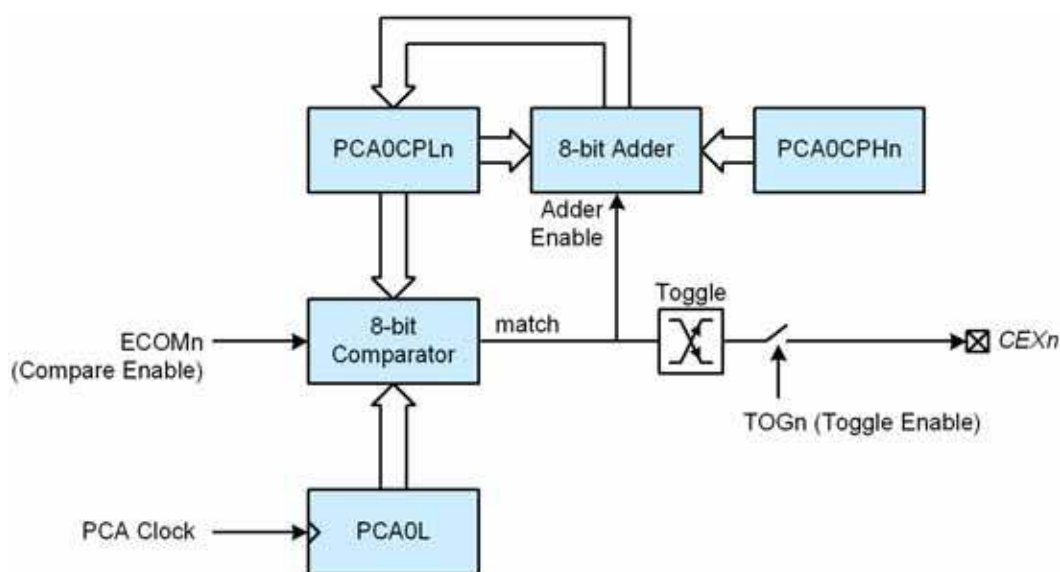 PCA0CPLn
8-bit Adder
PCA0CPHn
Adder
Enable
Toggle
8-bit
Comparator
match
ECOMn
(Compare Enable)
CEXn
TOGn (Toggle Enable)
PCA Clock
PCA0L